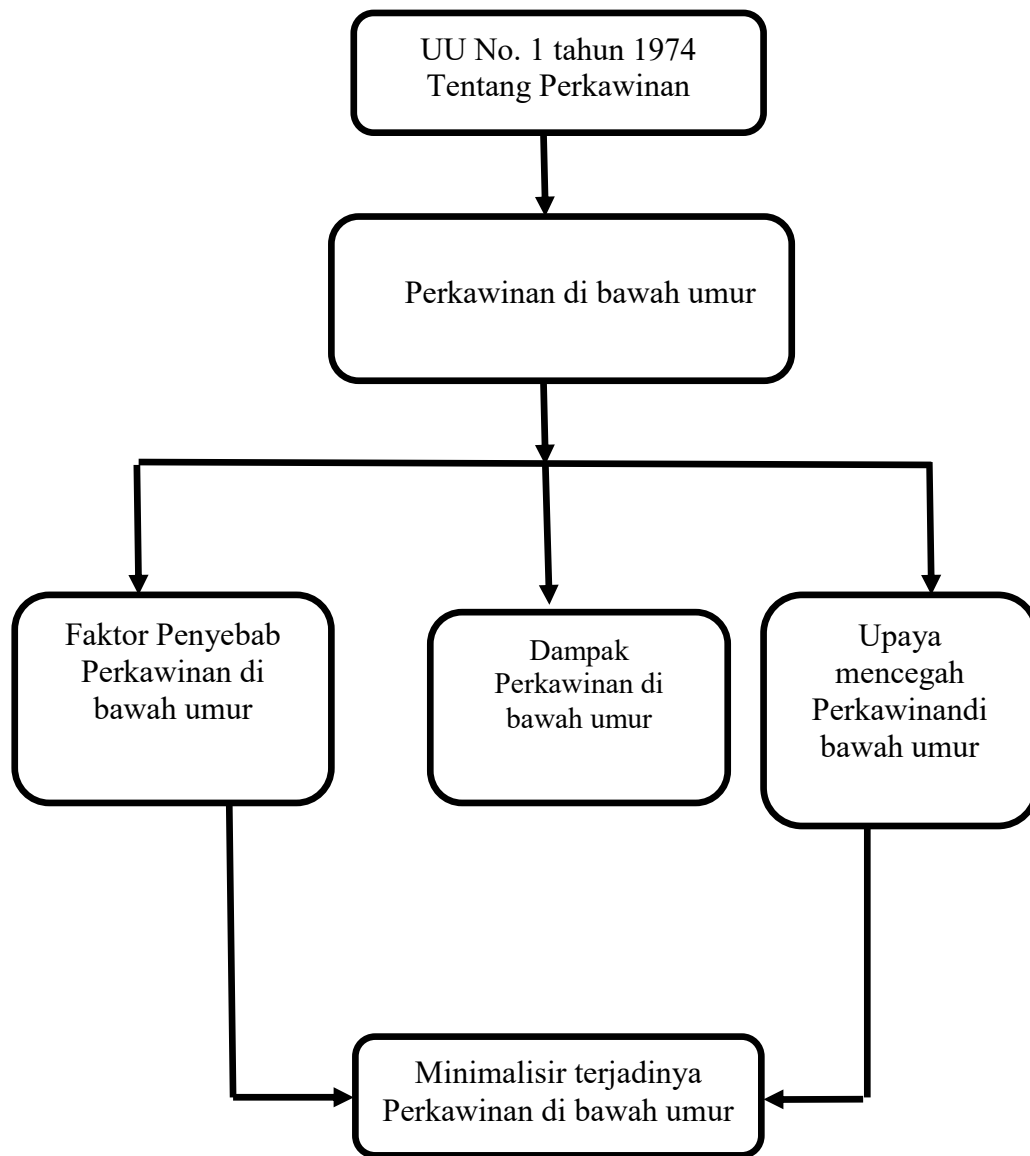 UU No. 1 tahun 1974
Tentang Perkawinan
Perkawinan di bawah umur
Faktor Penyebab
Perkawinan di
bawah umur
Dampak
Perkawinan di
bawah umur
Upaya
mencegah
Perkawinandi
bawah umur
Minimalisir terjadinya
Perkawinan di bawah umur